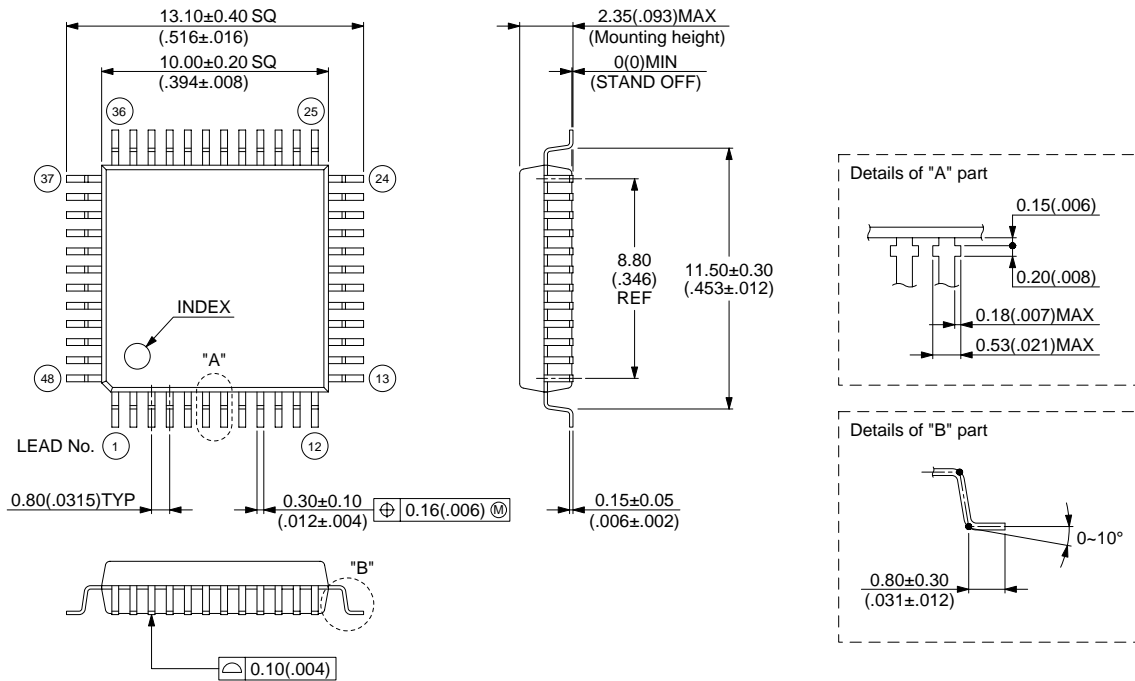 13.10±0.40 SQ
(.516±.016)
10.00±0.20 SQ
(.394±.008)
36
25
37
24
INDEX
"A"
48
13
LEAD No.
1
12
0.80(.0315)TYP
0.30±0.10
(.012±.004)
⌖ 0.16(.006) Ⓜ
"B"
⌓ 0.10(.004)
2.35(.093)MAX
(Mounting height)
0(0)MIN
(STAND OFF)
8.80
(.346)
REF
11.50±0.30
(.453±.012)
0.15±0.05
(.006±.002)
Details of "A" part
0.15(.006)
0.20(.008)
0.18(.007)MAX
0.53(.021)MAX
Details of "B" part
0~10°
0.80±0.30
(.031±.012)